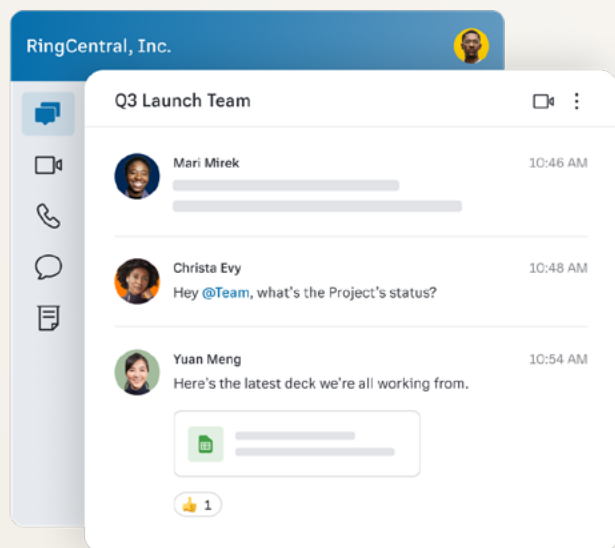 RingCentral, Inc.
Q3 Launch Team
Mari Mirek
10:46 AM
Christa Evy
10:48 AM
Hey @Team, what's the Project's status?
Yuan Meng
10:54 AM
Here's the latest deck we're all working from.
1